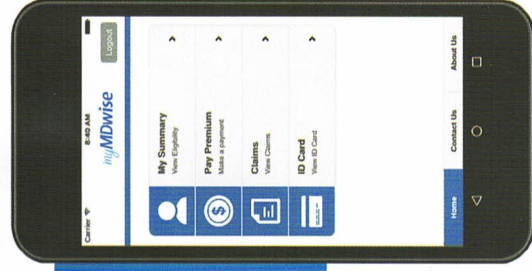 Carrier 8:40 AM
myMDwise
Logout
My Summary
View Eligibility
Pay Premium
Make a payment
Claims
View Claims
ID Card
View ID Card
Home Contact Us About Us